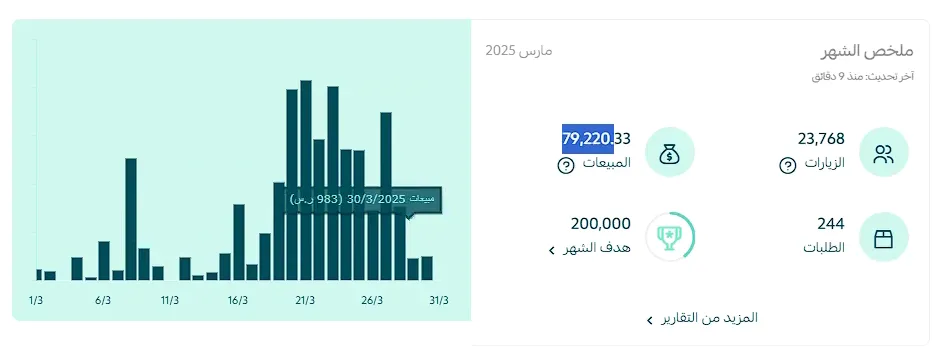 ملخص الشهر
مارس 2025
آخر تحديث: منذ 9 دقائق
23,768
الزيارات
79,220.33
المبيعات
244
الطلبات
200,000
هدف الشهر
المزيد من التقارير
مبيعات 30/3/2025 (983 ر.س)
1/3 6/3 11/3 16/3 21/3 26/3 31/3